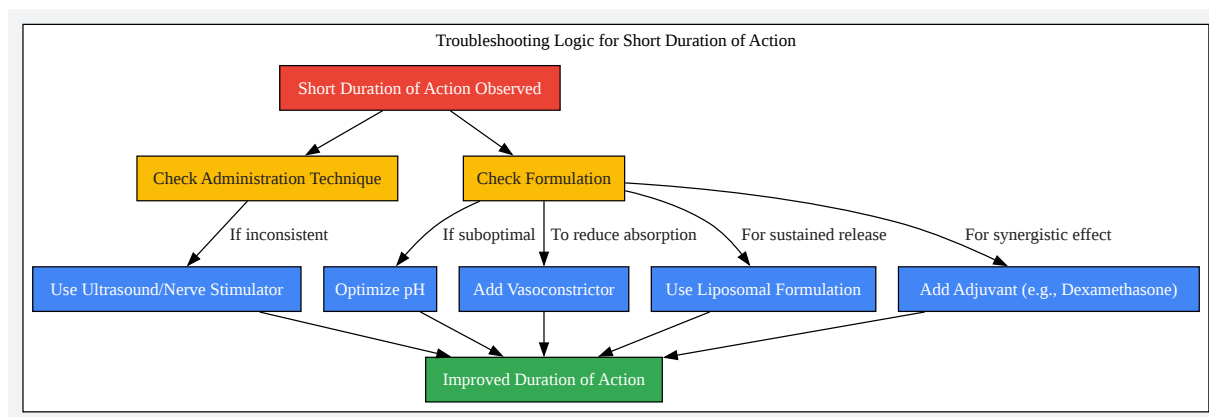 Troubleshooting Logic for Short Duration of Action
Short Duration of Action Observed
Check Administration Technique
Check Formulation
If inconsistent
If suboptimal
To reduce absorption
For sustained release
For synergistic effect
Use Ultrasound/Nerve Stimulator
Optimize pH
Add Vasoconstrictor
Use Liposomal Formulation
Add Adjuvant (e.g., Dexamethasone)
Improved Duration of Action